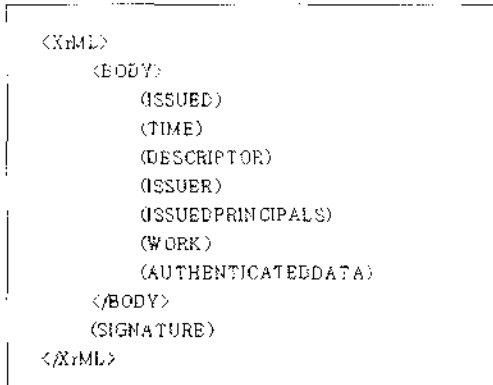 <XrML>
<BODY>
(ISSUED)
(TIME)
(DESCRIPTOR)
(ISSUER)
(ISSUEDPRINCIPALS)
(WORK)
(AUTHENTICATEDDATA)
</BODY>
(SIGNATURE)
</XrML>